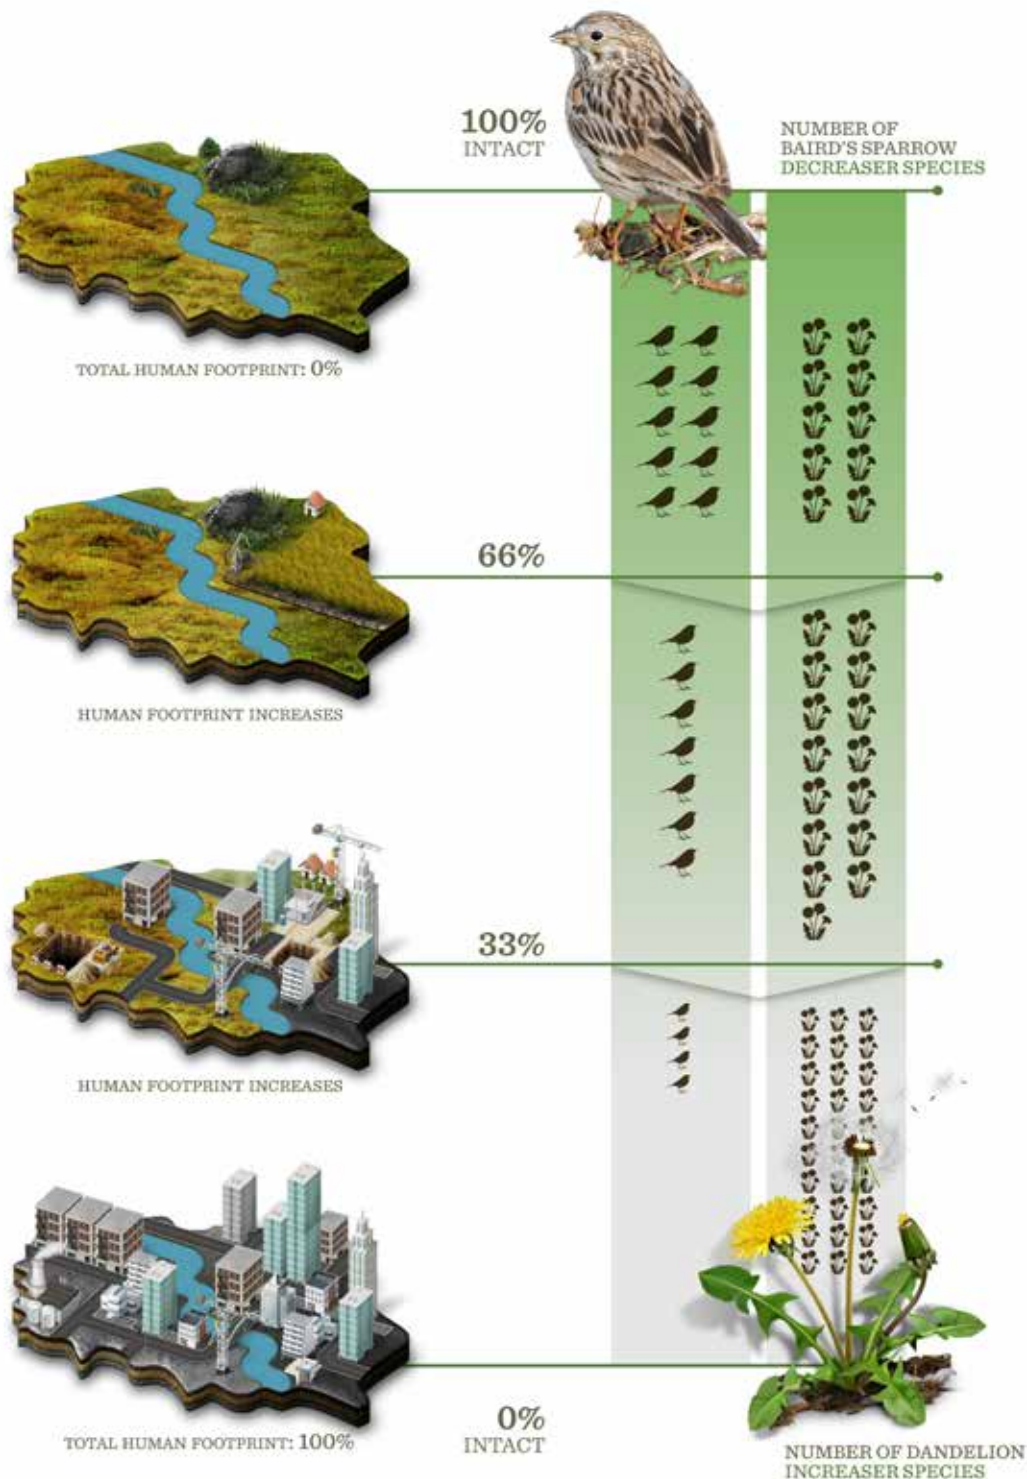 100%
INTACT
NUMBER OF
BAIRD'S SPARROW
DECREASER SPECIES
TOTAL HUMAN FOOTPRINT: 0%
66%
HUMAN FOOTPRINT INCREASES
33%
HUMAN FOOTPRINT INCREASES
TOTAL HUMAN FOOTPRINT: 100%
0%
INTACT
NUMBER OF DANDELION
INCREASER SPECIES